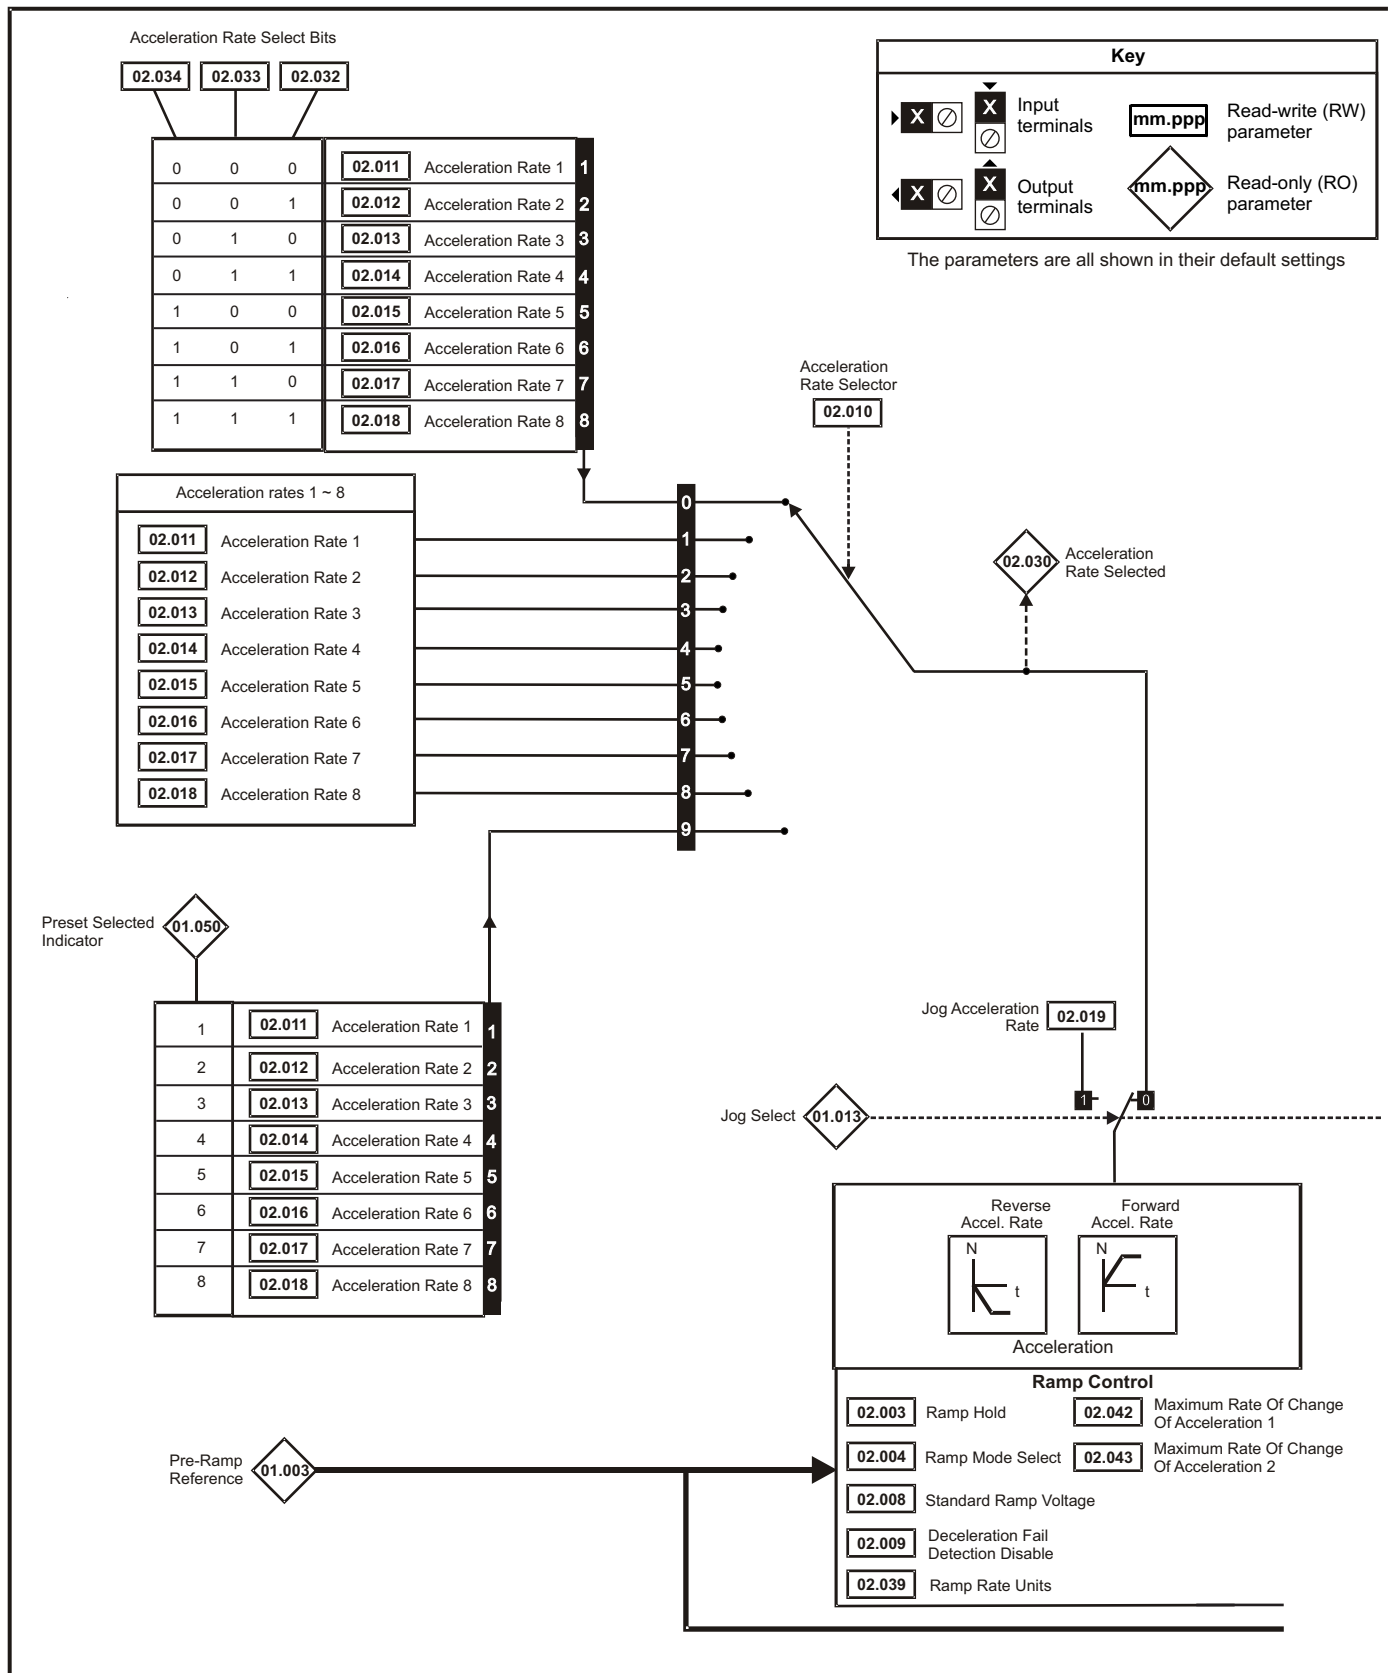 Acceleration Rate Select Bits
02.034 02.033 02.032
0 0 0 02.011 Acceleration Rate 1 1
0 0 1 02.012 Acceleration Rate 2 2
0 1 0 02.013 Acceleration Rate 3 3
0 1 1 02.014 Acceleration Rate 4 4
1 0 0 02.015 Acceleration Rate 5 5
1 0 1 02.016 Acceleration Rate 6 6
1 1 0 02.017 Acceleration Rate 7 7
1 1 1 02.018 Acceleration Rate 8 8
Key
X
X
Input
terminals
mm.ppp
Read-write (RW)
parameter
X
X
Output
terminals
mm.ppp
Read-only (RO)
parameter
The parameters are all shown in their default settings
Acceleration
Rate Selector
02.010
Acceleration rates 1 ~ 8
02.011 Acceleration Rate 1
02.012 Acceleration Rate 2
02.013 Acceleration Rate 3
02.014 Acceleration Rate 4
02.015 Acceleration Rate 5
02.016 Acceleration Rate 6
02.017 Acceleration Rate 7
02.018 Acceleration Rate 8
0
1
2
3
4
5
6
7
8
9
02.030
Acceleration
Rate Selected
Preset Selected
Indicator
01.050
1 02.011 Acceleration Rate 1 1
2 02.012 Acceleration Rate 2 2
3 02.013 Acceleration Rate 3 3
4 02.014 Acceleration Rate 4 4
5 02.015 Acceleration Rate 5 5
6 02.016 Acceleration Rate 6 6
7 02.017 Acceleration Rate 7 7
8 02.018 Acceleration Rate 8 8
Jog Acceleration
Rate
02.019
1 0
Jog Select 01.013
Reverse
Accel. Rate
N
t
Forward
Accel. Rate
N
t
Acceleration
Ramp Control
02.003 Ramp Hold
02.042 Maximum Rate Of Change
Of Acceleration 1
02.004 Ramp Mode Select
02.043 Maximum Rate Of Change
Of Acceleration 2
02.008 Standard Ramp Voltage
02.009 Deceleration Fail
Detection Disable
02.039 Ramp Rate Units
Pre-Ramp
Reference
01.003